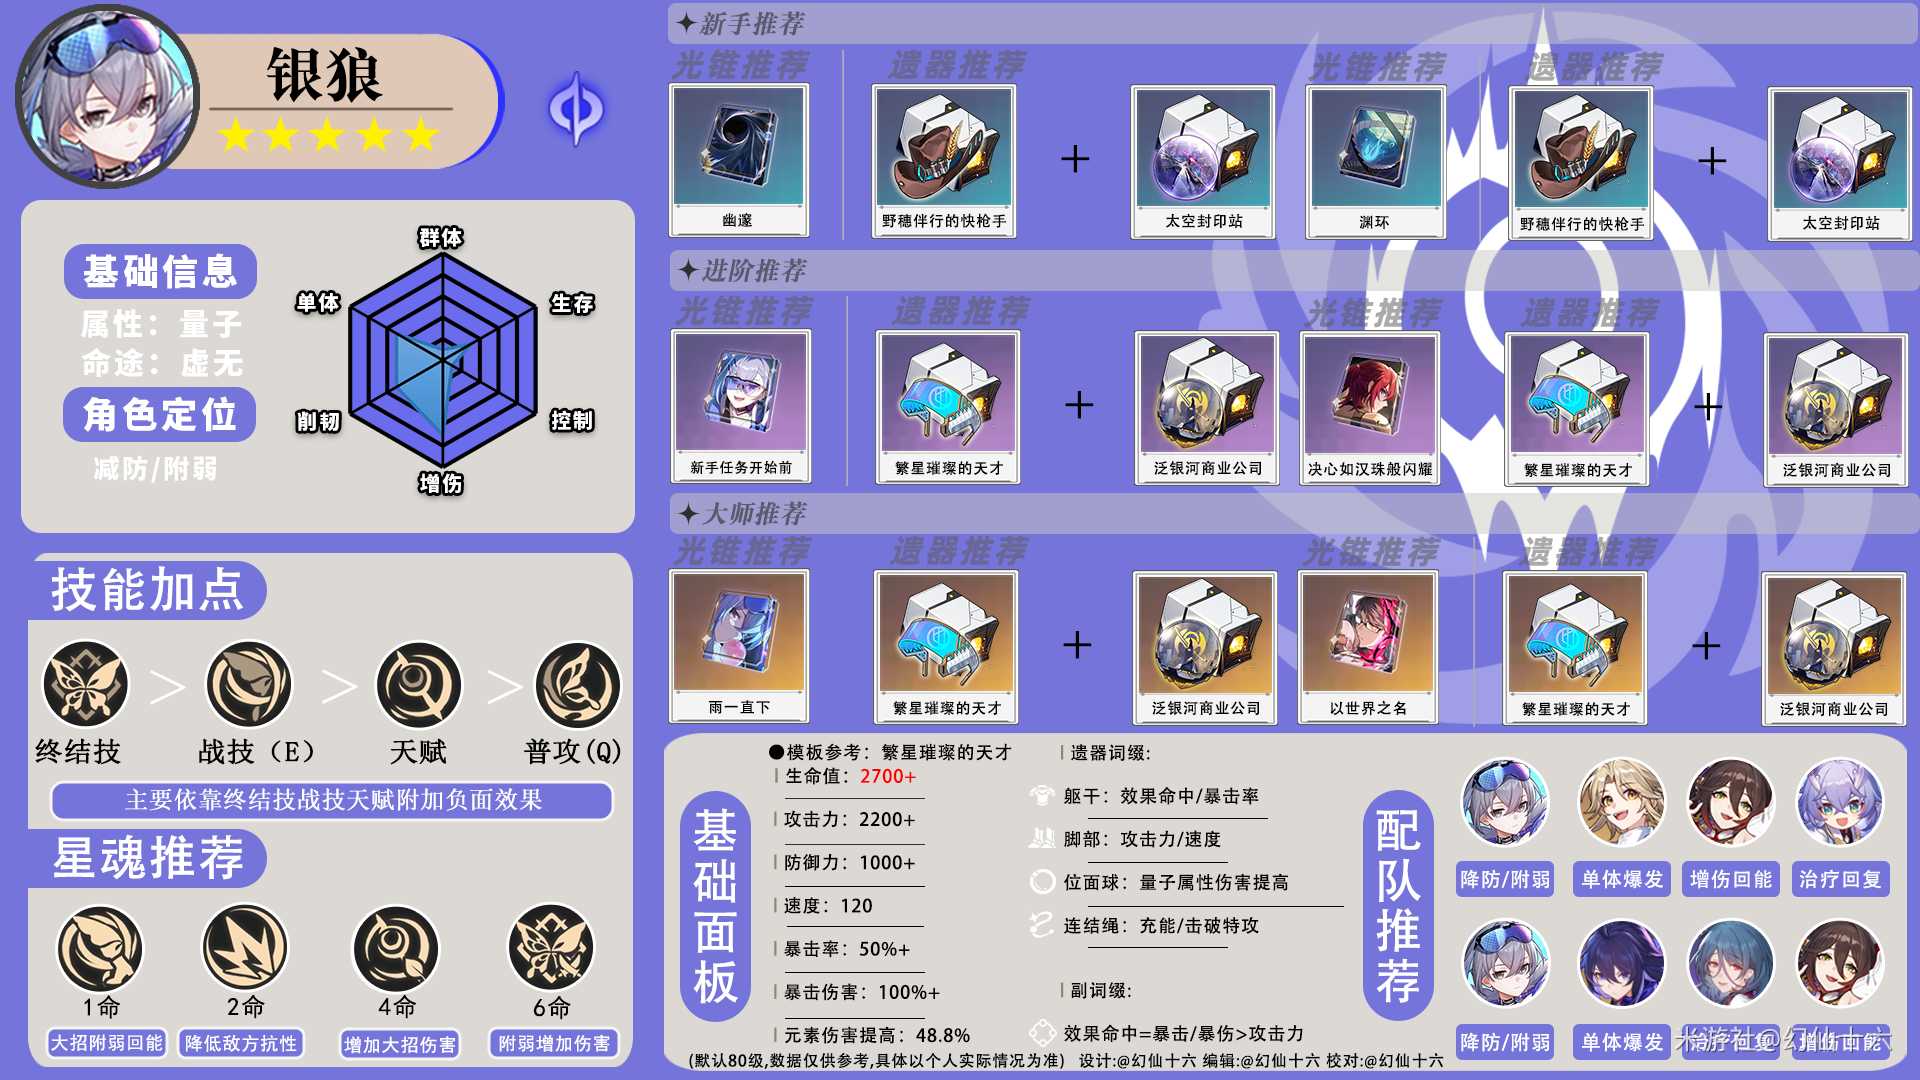 银狼
基础信息
属性：量子
命途：虚无
角色定位
减防/附弱
群体
单体
生存
削韧
控制
增伤
技能加点
终结技
战技（E）
天赋
普攻(Q)
主要依靠终结技战技天赋附加负面效果
星魂推荐
1命
2命
4命
6命
大招附弱回能
降低敌方抗性
增加大招伤害
附弱增加伤害
新手推荐
光锥推荐
遗器推荐
光锥推荐
遗器推荐
幽邃
野穗伴行的快枪手
+
太空封印站
渊环
野穗伴行的快枪手
+
太空封印站
进阶推荐
光锥推荐
遗器推荐
光锥推荐
遗器推荐
新手任务开始前
繁星璀璨的天才
+
泛银河商业公司
决心如汉珠般闪耀
繁星璀璨的天才
+
泛银河商业公司
大师推荐
光锥推荐
遗器推荐
光锥推荐
遗器推荐
雨一直下
繁星璀璨的天才
+
泛银河商业公司
以世界之名
繁星璀璨的天才
+
泛银河商业公司
基础面板
●模板参考：繁星璀璨的天才
生命值：2700+
攻击力：2200+
防御力：1000+
速度：120
暴击率：50%+
暴击伤害：100%+
元素伤害提高：48.8%
遗器词缀:
躯干：效果命中/暴击率
脚部：攻击力/速度
位面球：量子属性伤害提高
连结绳：充能/击破特攻
副词缀:
效果命中=暴击/暴伤>攻击力
(默认80级,数据仅供参考,具体以个人实际情况为准)
设计:@幻仙十六 编辑:@幻仙十六 校对:@幻仙十六
配队推荐
降防/附弱
单体爆发
增伤回能
治疗回复
降防/附弱
单体爆发
治疗回复
增伤回能
米游社@幻仙十六